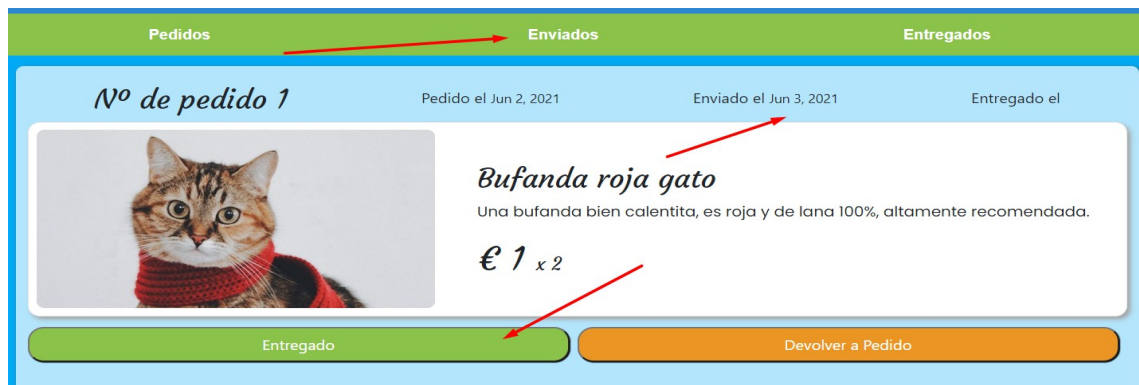 Pedidos Enviados Entregados
Nº de pedido 1 Pedido el Jun 2, 2021 Enviado el Jun 3, 2021 Entregado el
Bufanda roja gato
Una bufanda bien calentita, es roja y de lana 100%, altamente recomendada.
€ 1 x 2
Entregado Devolver a Pedido